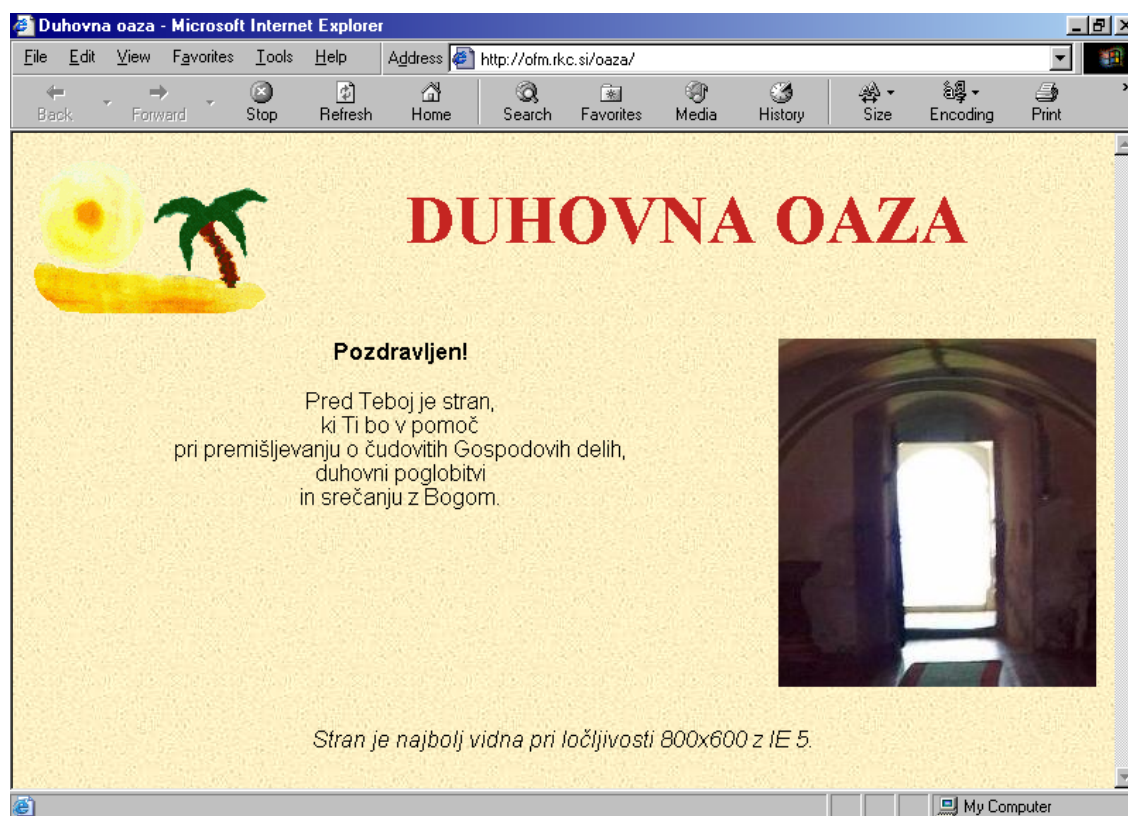 Duhovna oaza - Microsoft Internet Explorer
File Edit View Favorites Tools Help Address http://ofm.rkc.si/oaza/
Back Forward Stop Refresh Home Search Favorites Media History Size Encoding Print
DUHOVNA OAZA
Pozdravljen!
Pred Teboj je stran,
ki Ti bo v pomoč
pri premišljevanju o čudovitih Gospodovih delih,
duhovni poglobitvi
in srečanju z Bogom.
Stran je najbolj vidna pri ločljivosti 800x600 z IE 5.
My Computer